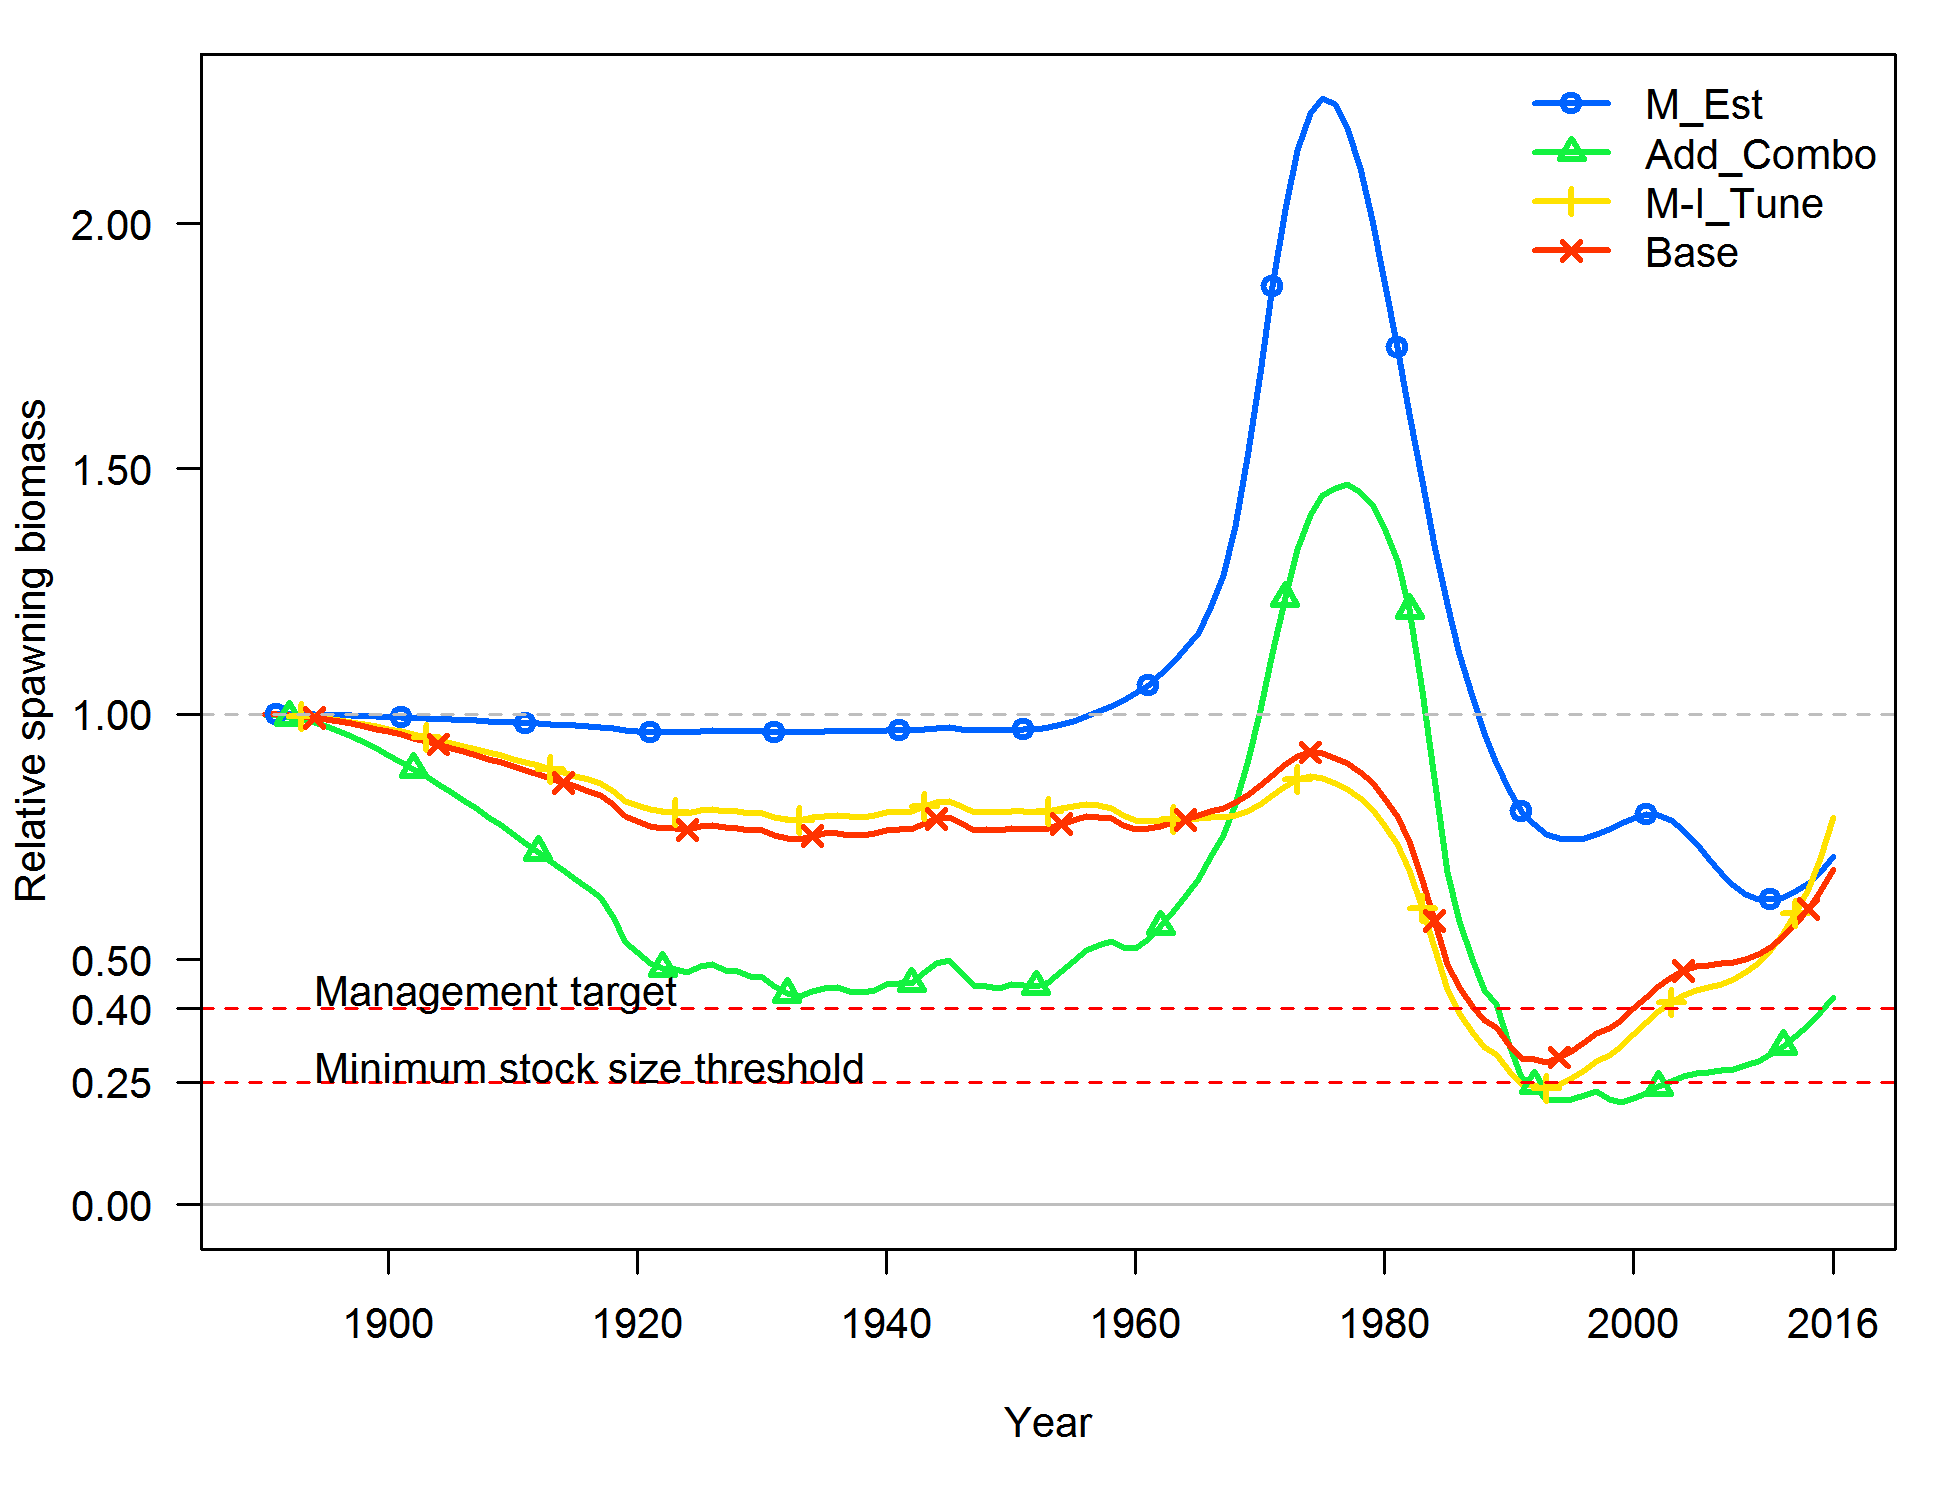 M_Est
Add_Combo
M-I_Tune
Base
Relative spawning biomass
2.00
1.50
1.00
0.50
0.40
0.25
0.00
Management target
Minimum stock size threshold
1900
1920
1940
1960
1980
2000
2016
Year